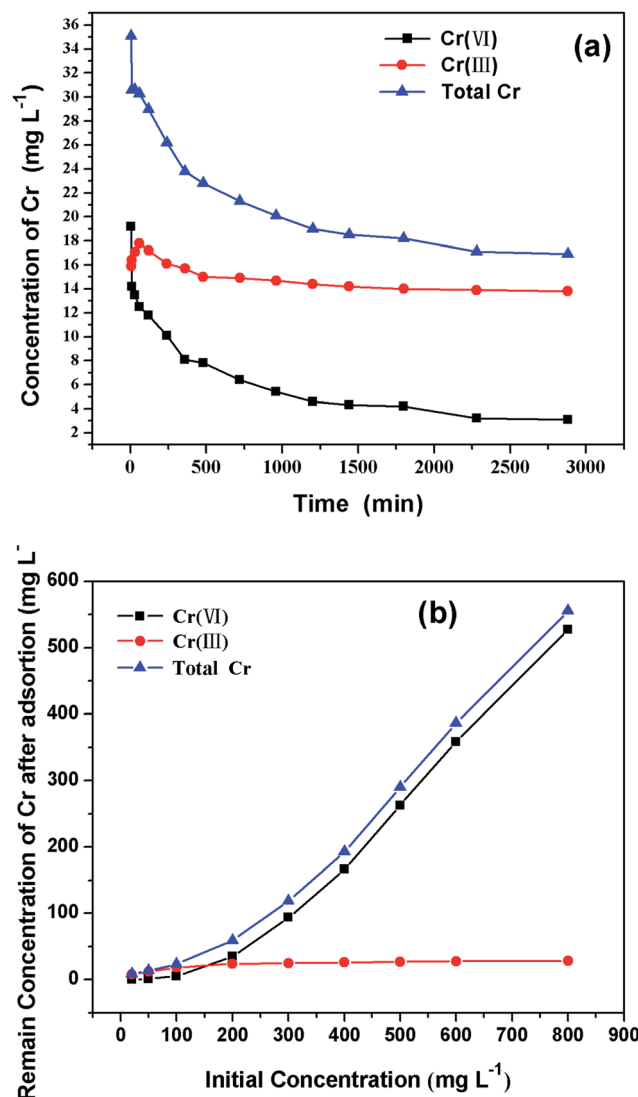 36
34
32
30
28
26
24
22
20
18
16
14
12
10
8
6
4
2
Concentration of Cr (mg L⁻¹)
Cr(Ⅵ)
Cr(Ⅲ)
Total Cr
(a)
0 500 1000 1500 2000 2500 3000
Time (min)
600
500
400
300
200
100
0
Remain Concentration of Cr after adsortion (mg L⁻
Cr(Ⅵ)
Cr(Ⅲ)
Total Cr
(b)
0 100 200 300 400 500 600 700 800 900
Initial Concentration (mg L⁻¹)